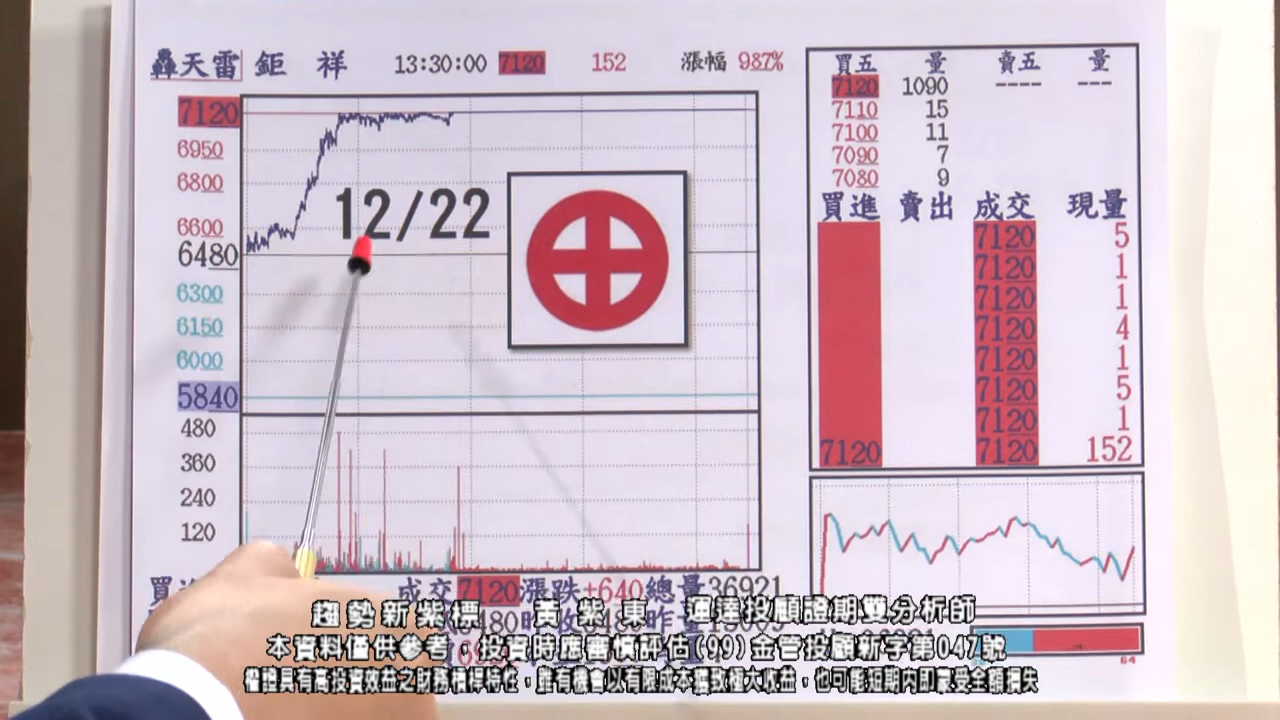 轟天雷 鉅 祥 13:30:00 7120 152 漲幅 987%
買五 量 賣五 量
7120 1090 ---- ---
7110 15
7100 11
7090 7
7080 9
買進 賣出 成交 現量
7120 5
7120 1
7120 1
7120 4
7120 1
7120 5
7120 1
7120 7120 152
7120
6950
6800
6600
6480
6300
6150
6000
5840
480
360
240
120
12/22
成交 7120 漲跌 +640 總量 36921
64
趨勢新紫標 黃紫東 運達投顧證期雙分析師
本資料僅供參考，投資時應審慎評估(99)金管投顧新字第047號
權證具有高投資效益之財務槓桿特性，雖有機會以有限成本獲致極大收益，也可能短期內即蒙受全額損失